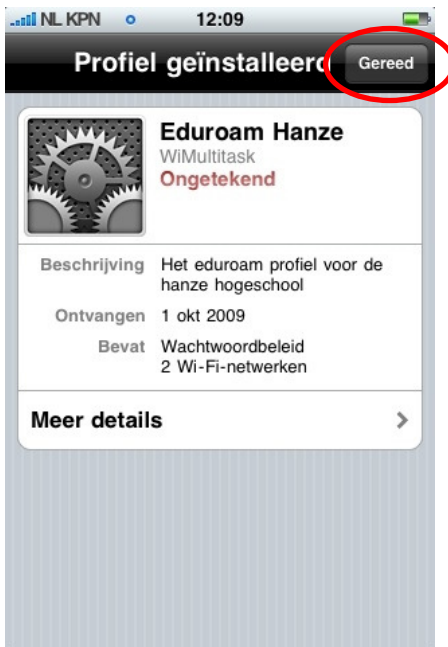 NL KPN 12:09
Profiel geïnstalleerd Gereed
Eduroam Hanze
WiMultitask
Ongetekend
Beschrijving Het eduroam profiel voor de
hanze hogeschool
Ontvangen 1 okt 2009
Bevat Wachtwoordbeleid
2 Wi-Fi-netwerken
Meer details